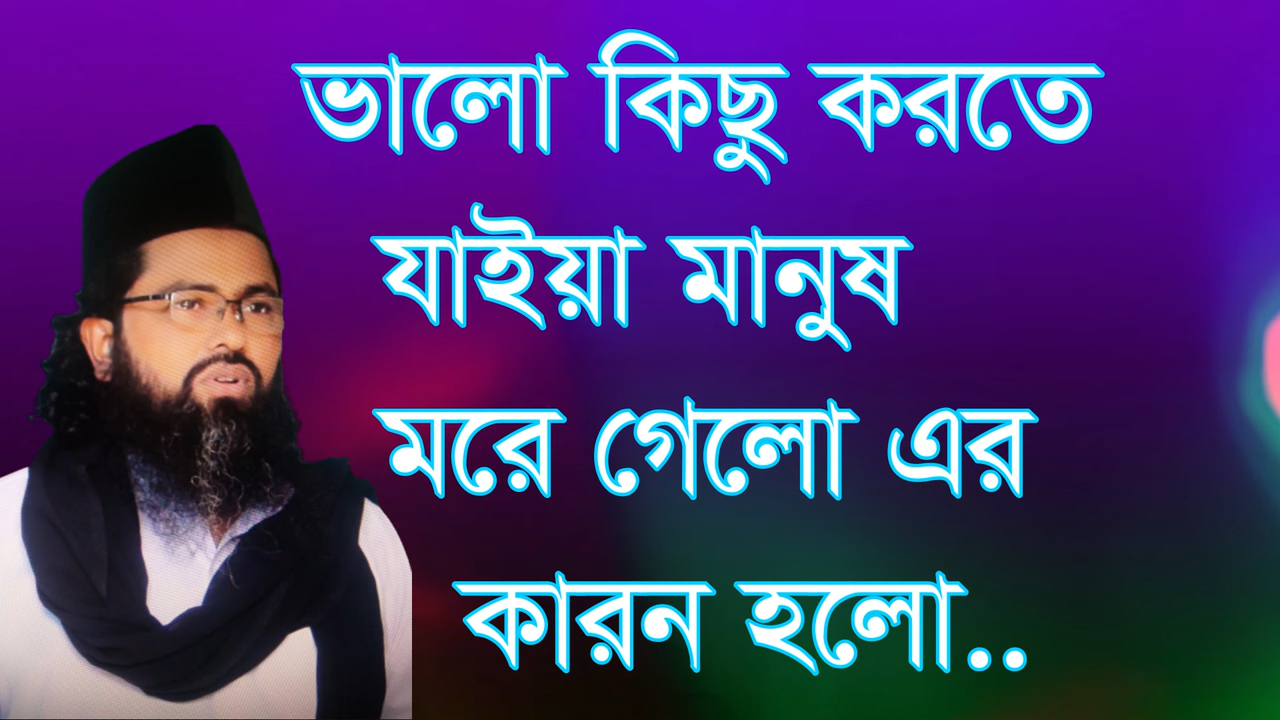 ভালো কিছু করতে
যাইয়া মানুষ
মরে গেলো এর
কারন হলো..